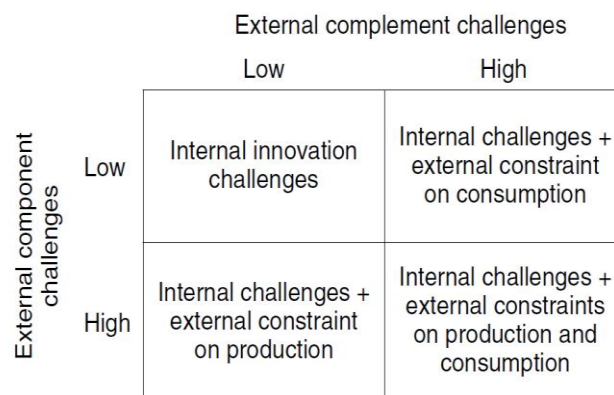 External complement challenges
Low
High
External component
challenges
Low
Internal innovation
challenges
Internal challenges +
external constraint
on consumption
High
Internal challenges +
external constraint
on production
Internal challenges +
external constraints
on production and
consumption